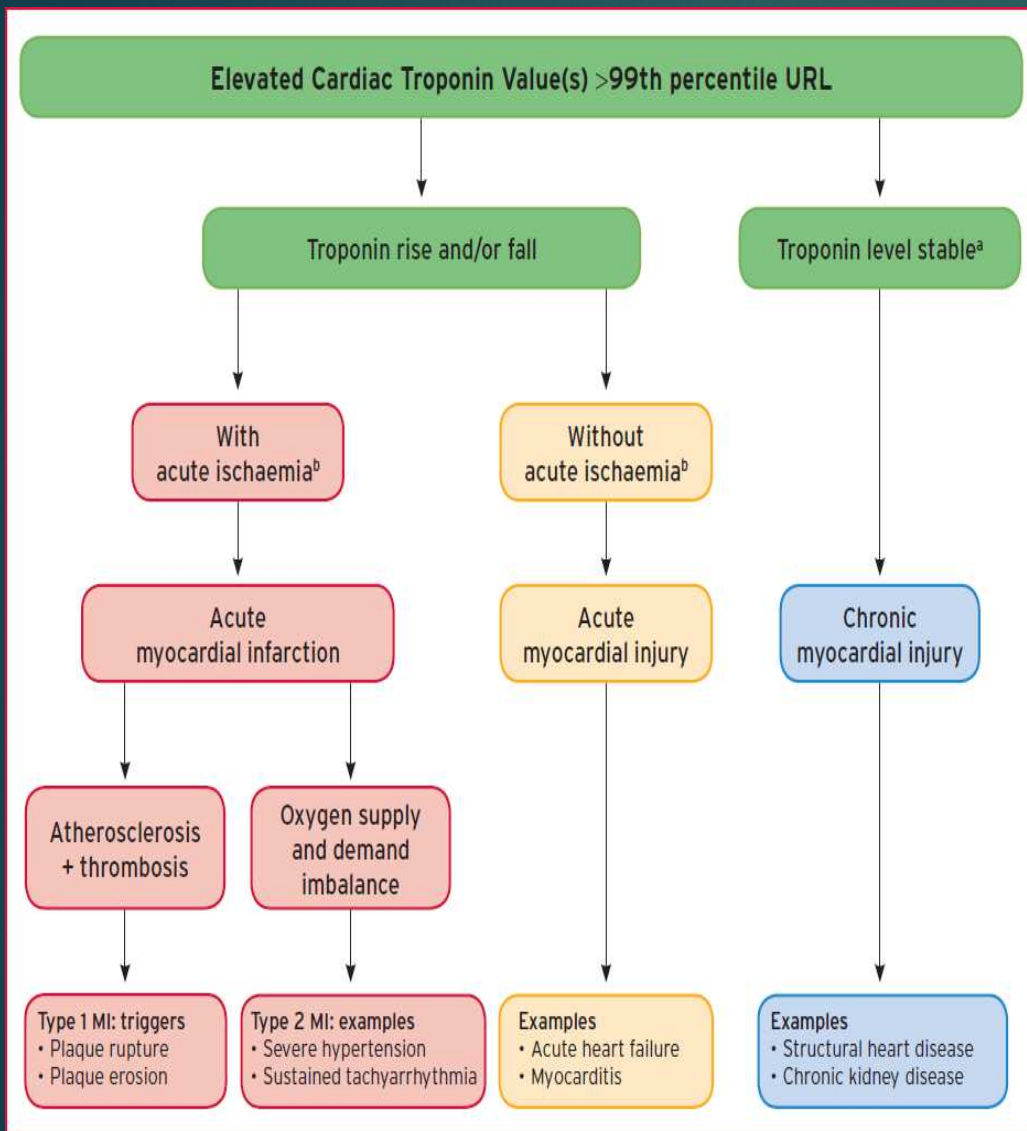 Elevated Cardiac Troponin Value(s) >99th percentile URL
Troponin rise and/or fall
Troponin level stableᵃ
With
acute ischaemiaᵇ
Without
acute ischaemiaᵇ
Acute
myocardial infarction
Acute
myocardial injury
Chronic
myocardial injury
Atherosclerosis
+ thrombosis
Oxygen supply
and demand
imbalance
Type 1 MI: triggers
• Plaque rupture
• Plaque erosion
Type 2 MI: examples
• Severe hypertension
• Sustained tachyarrhythmia
Examples
• Acute heart failure
• Myocarditis
Examples
• Structural heart disease
• Chronic kidney disease